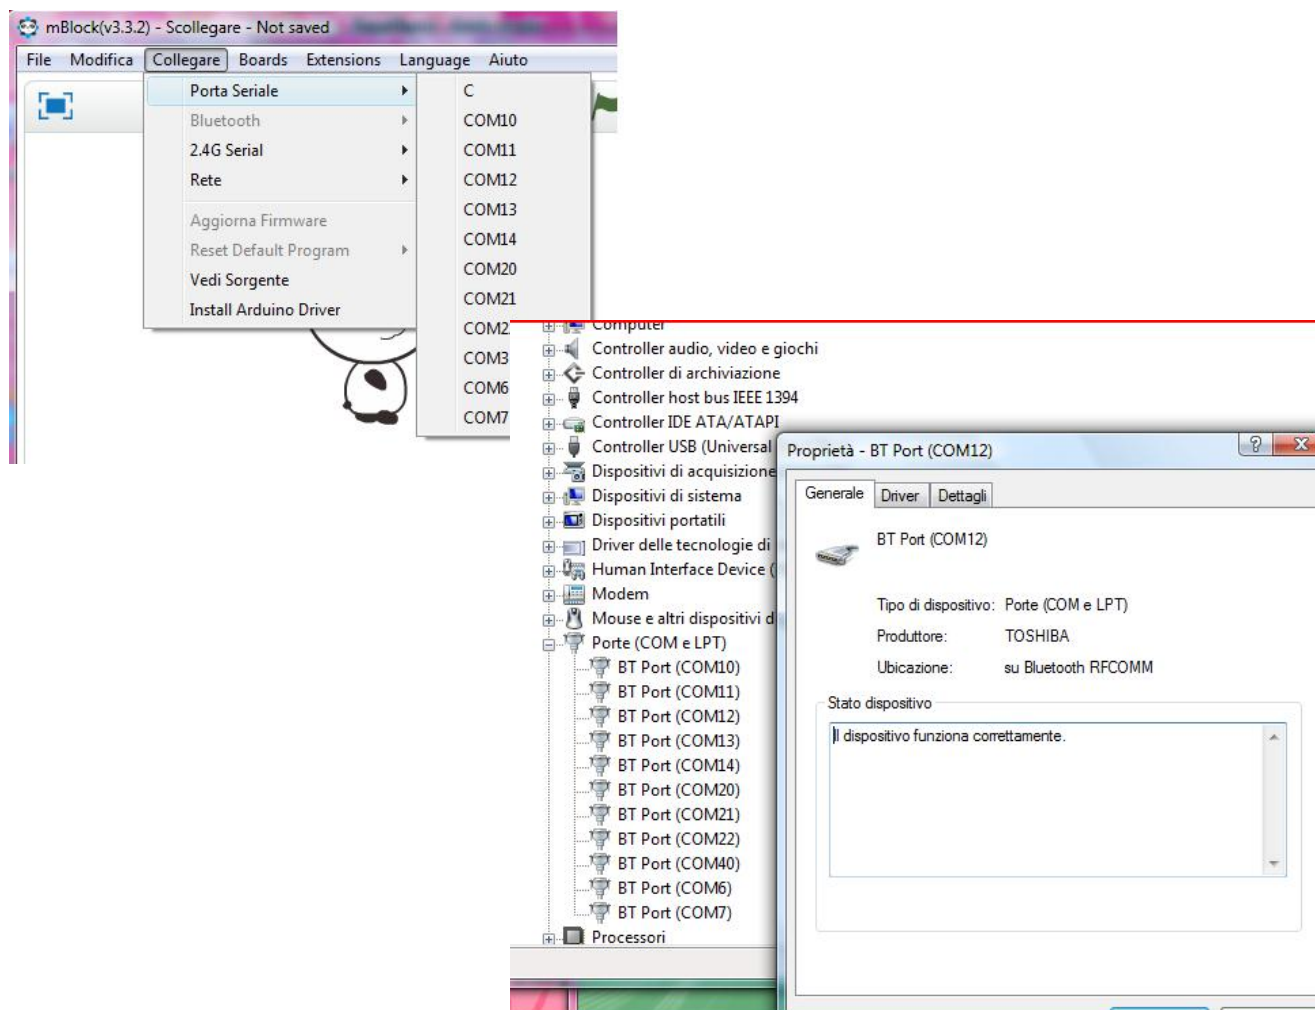 mBlock(v3.3.2) - Scollegare - Not saved
File Modifica Collegare Boards Extensions Language Aiuto
Porta Seriale
Bluetooth
2.4G Serial
Rete
Aggiorna Firmware
Reset Default Program
Vedi Sorgente
Install Arduino Driver
C
COM10
COM11
COM12
COM13
COM14
COM20
COM21
COM2
COM3
COM6
COM7
Computer
Controller audio, video e giochi
Controller di archiviazione
Controller host bus IEEE 1394
Controller IDE ATA/ATAPI
Controller USB (Universal
Dispositivi di acquisizione
Dispositivi di sistema
Dispositivi portatili
Driver delle tecnologie di
Human Interface Device (
Modem
Mouse e altri dispositivi d
Porte (COM e LPT)
BT Port (COM10)
BT Port (COM11)
BT Port (COM12)
BT Port (COM13)
BT Port (COM14)
BT Port (COM20)
BT Port (COM21)
BT Port (COM22)
BT Port (COM40)
BT Port (COM6)
BT Port (COM7)
Processori
Proprietà - BT Port (COM12)
Generale Driver Dettagli
BT Port (COM12)
Tipo di dispositivo: Porte (COM e LPT)
Produttore: TOSHIBA
Ubicazione: su Bluetooth RFCOMM
Stato dispositivo
Il dispositivo funziona correttamente.